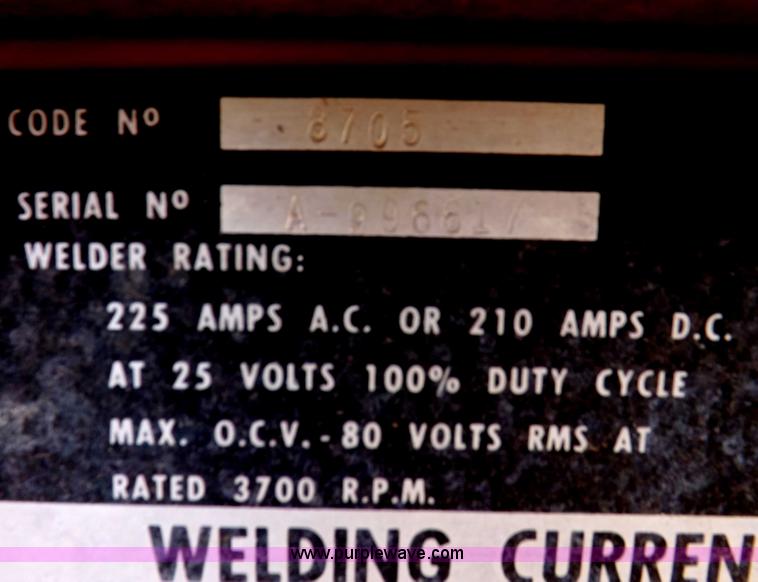 CODE Nº 8705
SERIAL Nº
WELDER RATING:
225 AMPS A.C. OR 210 AMPS D.C.
AT 25 VOLTS 100% DUTY CYCLE
MAX. O.C.V.-80 VOLTS RMS AT
RATED 3700 R.P.M.
WELDING CURREN
www.purplewave.com